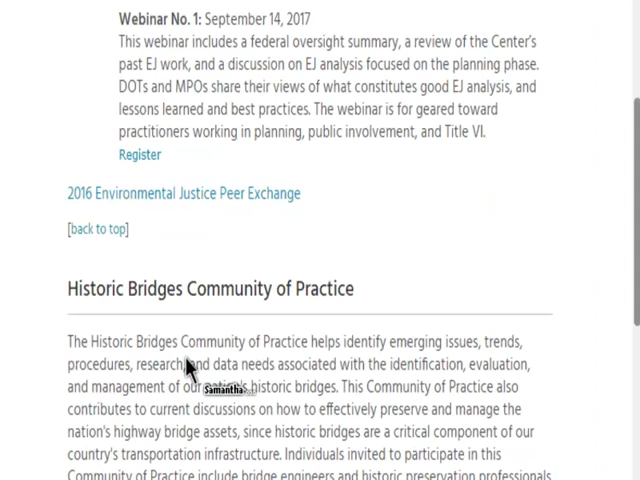 Webinar No. 1: September 14, 2017
This webinar includes a federal oversight summary, a review of the Center's
past EJ work, and a discussion on EJ analysis focused on the planning phase.
DOTs and MPOs share their views of what constitutes good EJ analysis, and
lessons learned and best practices. The webinar is for geared toward
practitioners working in planning, public involvement, and Title VI.
Register
2016 Environmental Justice Peer Exchange
[back to top]
Historic Bridges Community of Practice
The Historic Bridges Community of Practice helps identify emerging issues, trends,
procedures, research and data needs associated with the identification, evaluation,
and management of our nation's historic bridges. This Community of Practice also
Samantha...
contributes to current discussions on how to effectively preserve and manage the
nation's highway bridge assets, since historic bridges are a critical component of our
country's transportation infrastructure. Individuals invited to participate in this
Community of Practice include bridge engineers and historic preservation professionals